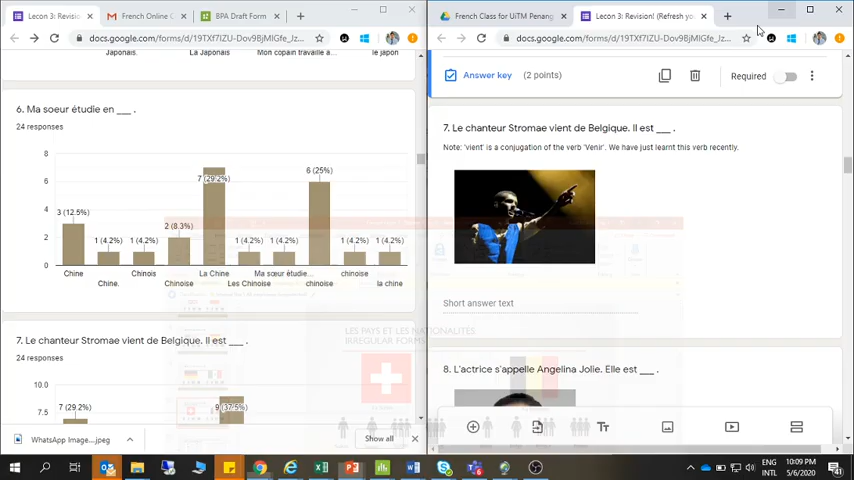 Lecon 3: Revisio
French Online C
BPA Draft Form
docs.google.com/forms/d/19TXf7IZU-Dov9BjMIGfe_Jz...
Japonais.
La Japonais
Mon copain travaille à...
le japon
6. Ma soeur étudie en ___ .
24 responses
8
6
4
2
0
3 (12.5%)
1 (4.2%)
1 (4.2%)
2 (8.3%)
7 (29.2%)
1 (4.2%)
1 (4.2%)
6 (25%)
1 (4.2%)
1 (4.2%)
Chine
Chine.
Chinois
Chinoise
La Chine
Les Chinoise
Ma sœur étudie...
chinoise
chinoise
la chine
7. Le chanteur Stromae vient de Belgique. Il est ___ .
24 responses
10.0
7.5
7 (29.2%)
9 (37.5%)
WhatsApp Image....jpeg
Show all
French Class for UiTM Penang
Lecon 3: Revision! (Refresh yo
docs.google.com/forms/d/19TXf7IZU-Dov9BjMIGfe_Jz...
Answer key
(2 points)
Required
7. Le chanteur Stromae vient de Belgique. Il est ___ .
Note: 'vient' is a conjugation of the verb 'Venir'. We have just learnt this verb recently.
Short answer text
8. L'actrice s'appelle Angelina Jolie. Elle est ___ .
LES PAYS ET LES NATIONALITES
IRREGULAR FORMS
ENG
INTL
10:09 PM
5/6/2020